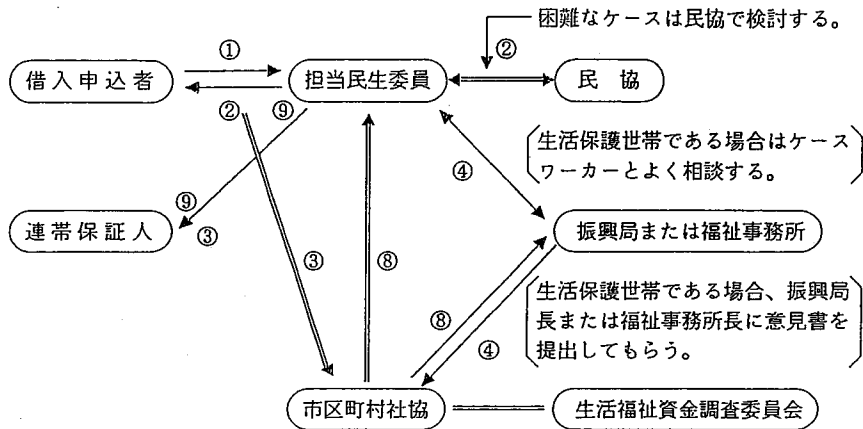 困難なケースは民協で検討する。
①
②
借入申込者
担当民生委員
民　協
②
⑨
生活保護世帯である場合はケース
ワーカーとよく相談する。
④
⑨
連帯保証人
③
振興局または福祉事務所
③
⑧
生活保護世帯である場合、振興局
長または福祉事務所長に意見書を
提出してもらう。
⑧
④
市区町村社協
生活福祉資金調査委員会